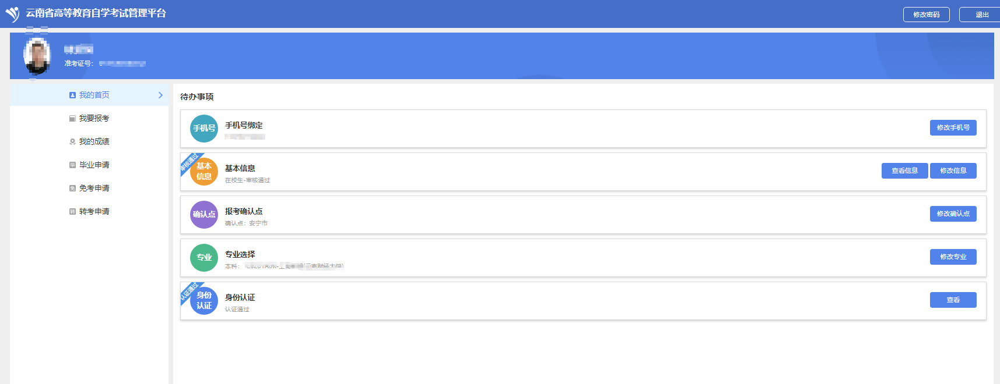 云南省高等教育自学考试管理平台
修改密码 退出
准考证号：
我的首页
我要报考
我的成绩
毕业申请
免考申请
转考申请
待办事项
手机号 手机号绑定
修改手机号
审核通过
基本
信息
基本信息
在校生-审核通过
查看信息 修改信息
确认点 报考确认点
确认点：安宁市
修改确认点
专业 专业选择
本科：
修改专业
认证通过
身份
认证
身份认证
认证通过
查看